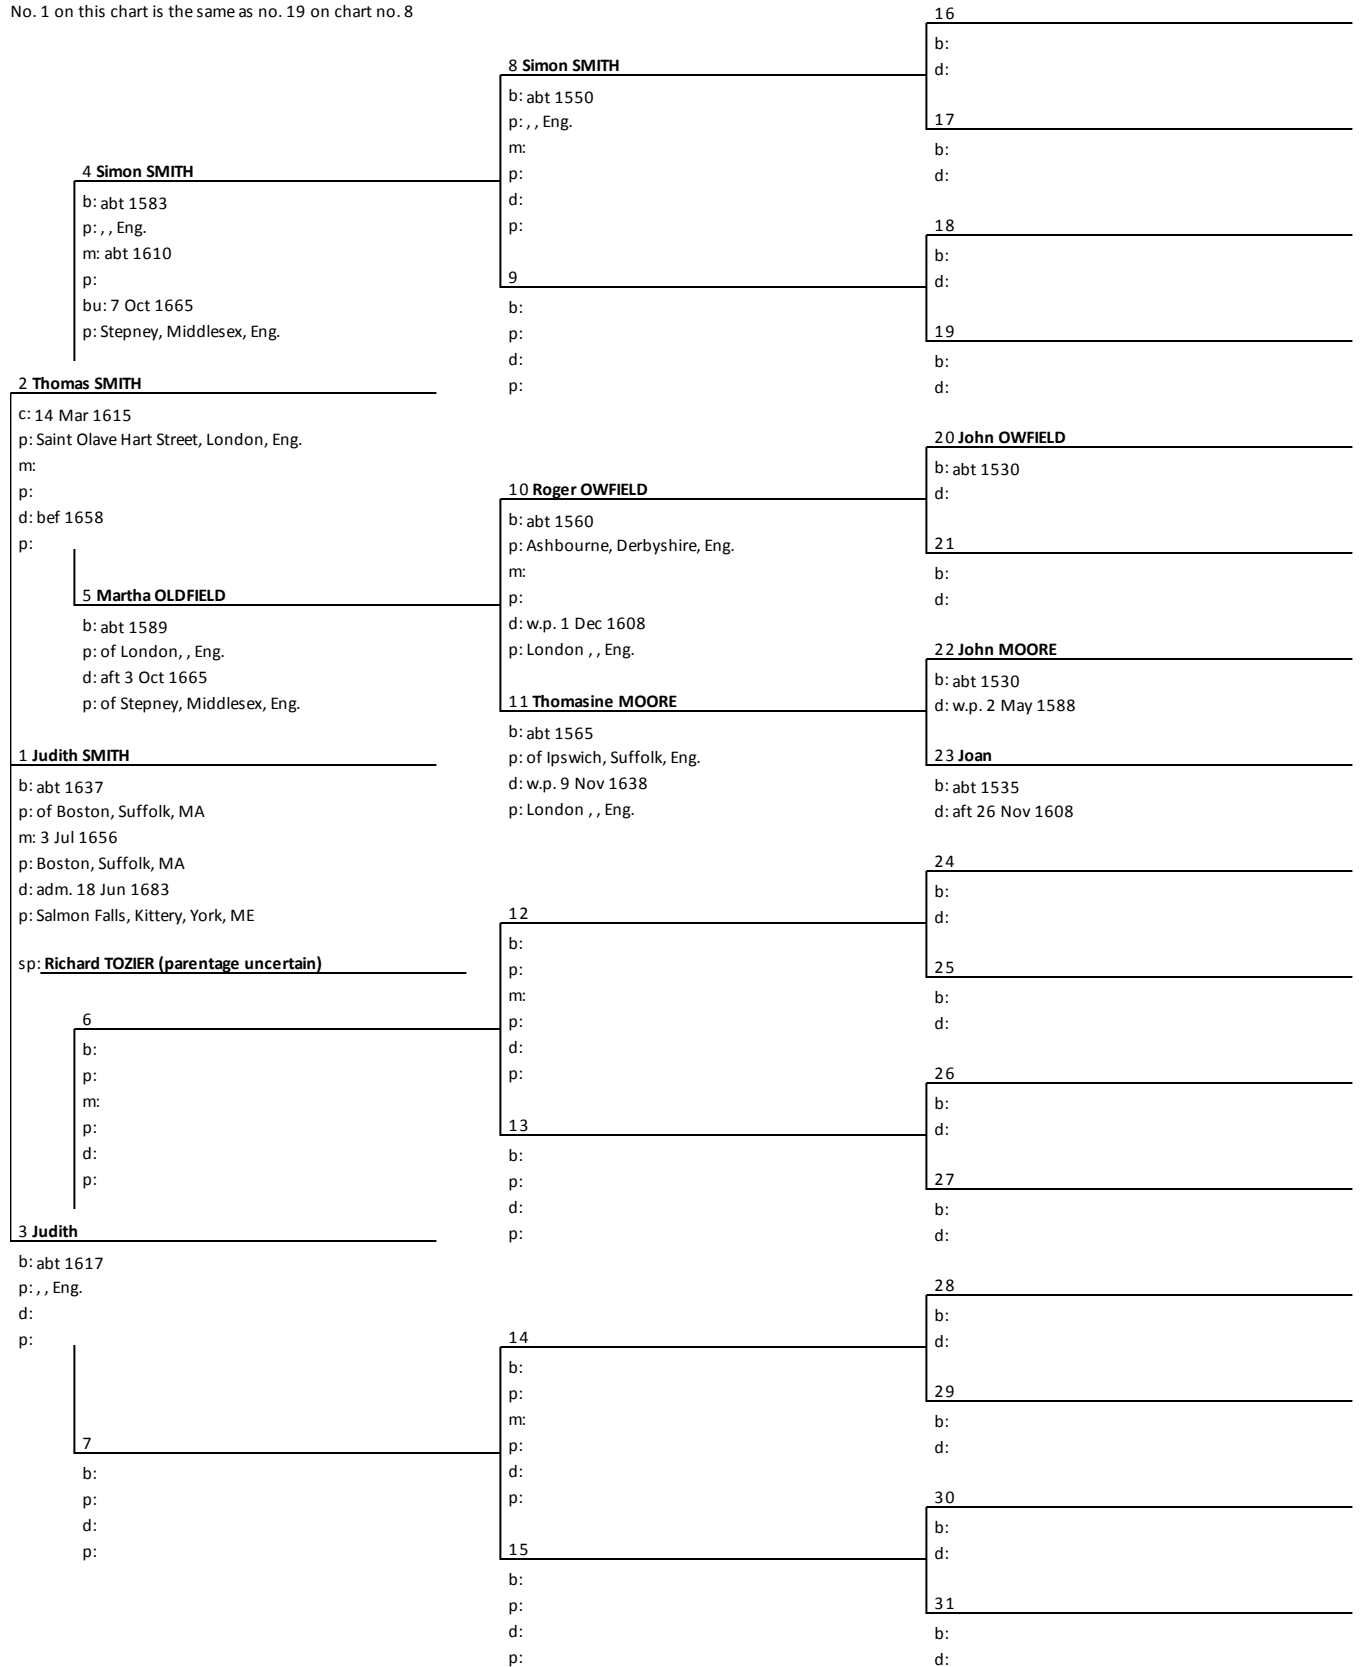 No. 1 on this chart is the same as no. 19 on chart no. 8
4 Simon SMITH
b: abt 1583
p: , , Eng.
m: abt 1610
p:
bu: 7 Oct 1665
p: Stepney, Middlesex, Eng.
2 Thomas SMITH
c: 14 Mar 1615
p: Saint Olave Hart Street, London, Eng.
m:
p:
d: bef 1658
p:
5 Martha OLDFIELD
b: abt 1589
p: of London, , Eng.
d: aft 3 Oct 1665
p: of Stepney, Middlesex, Eng.
1 Judith SMITH
b: abt 1637
p: of Boston, Suffolk, MA
m: 3 Jul 1656
p: Boston, Suffolk, MA
d: adm. 18 Jun 1683
p: Salmon Falls, Kittery, York, ME
sp: Richard TOZIER (parentage uncertain)
6
b:
p:
m:
p:
d:
p:
3 Judith
b: abt 1617
p: , , Eng.
d:
p:
7
b:
p:
d:
p:
8 Simon SMITH
b: abt 1550
p: , , Eng.
m:
p:
d:
p:
9
b:
p:
d:
p:
10 Roger OWFIELD
b: abt 1560
p: Ashbourne, Derbyshire, Eng.
m:
p:
d: w.p. 1 Dec 1608
p: London , , Eng.
11 Thomasine MOORE
b: abt 1565
p: of Ipswich, Suffolk, Eng.
d: w.p. 9 Nov 1638
p: London , , Eng.
12
b:
p:
m:
p:
d:
p:
13
b:
p:
d:
p:
14
b:
p:
m:
p:
d:
p:
15
b:
p:
d:
p:
16
b:
d:
17
b:
d:
18
b:
d:
19
b:
d:
20 John OWFIELD
b: abt 1530
d:
21
b:
d:
22 John MOORE
b: abt 1530
d: w.p. 2 May 1588
23 Joan
b: abt 1535
d: aft 26 Nov 1608
24
b:
d:
25
b:
d:
26
b:
d:
27
b:
d:
28
b:
d:
29
b:
d:
30
b:
d:
31
b:
d: